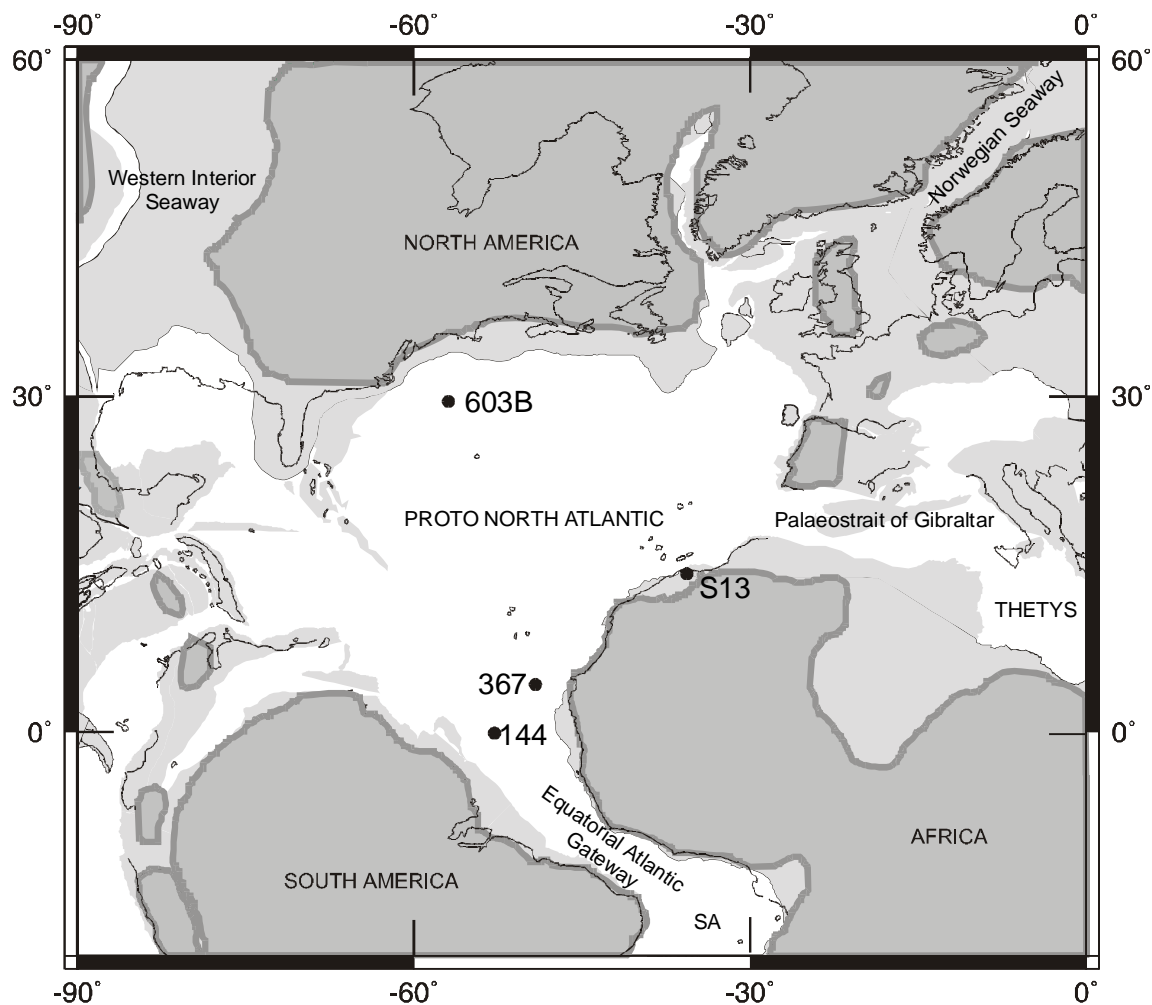 -90° -60° -30° 0°
60° 60°
Norwegian Seaway
Western Interior
Seaway
NORTH AMERICA
30° 30°
603B
PROTO NORTH ATLANTIC
Palaeostrait of Gibraltar
S13
THETYS
367
0° 144 0°
Equatorial Atlantic
Gateway
AFRICA
SOUTH AMERICA
SA
-90° -60° -30° 0°